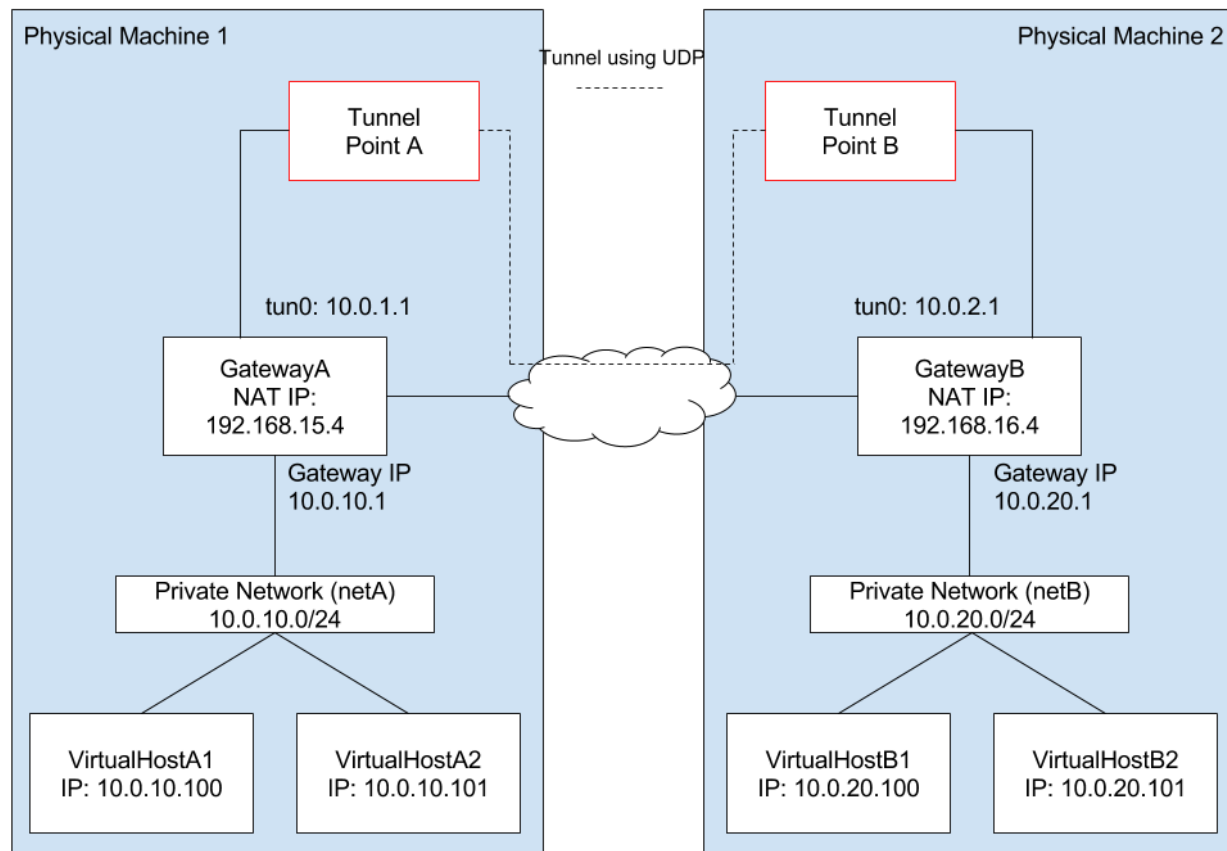 Physical Machine 1
Tunnel using UDP
Physical Machine 2
Tunnel
Point A
Tunnel
Point B
tun0: 10.0.1.1
tun0: 10.0.2.1
GatewayA
NAT IP:
192.168.15.4
GatewayB
NAT IP:
192.168.16.4
Gateway IP
10.0.10.1
Gateway IP
10.0.20.1
Private Network (netA)
10.0.10.0/24
Private Network (netB)
10.0.20.0/24
VirtualHostA1
IP: 10.0.10.100
VirtualHostA2
IP: 10.0.10.101
VirtualHostB1
IP: 10.0.20.100
VirtualHostB2
IP: 10.0.20.101